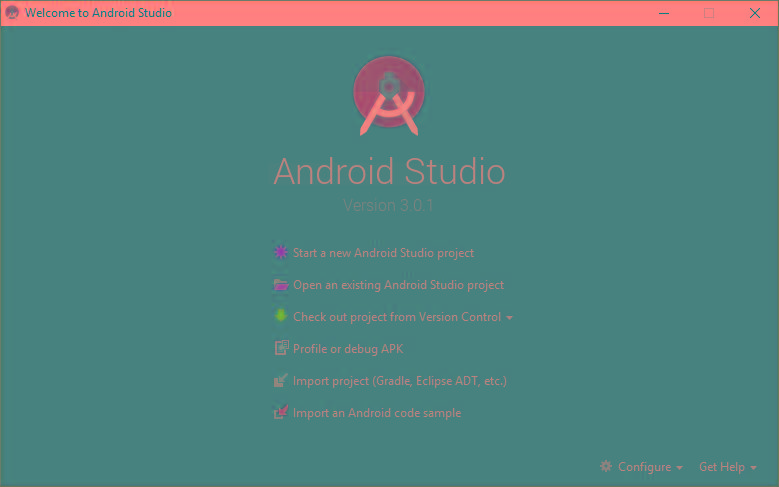 Welcome to Android Studio
Android Studio
Version 3.0.1
Start a new Android Studio project
Open an existing Android Studio project
Check out project from Version Control
Profile or debug APK
Import project (Gradle, Eclipse ADT, etc.)
Import an Android code sample
Configure Get Help